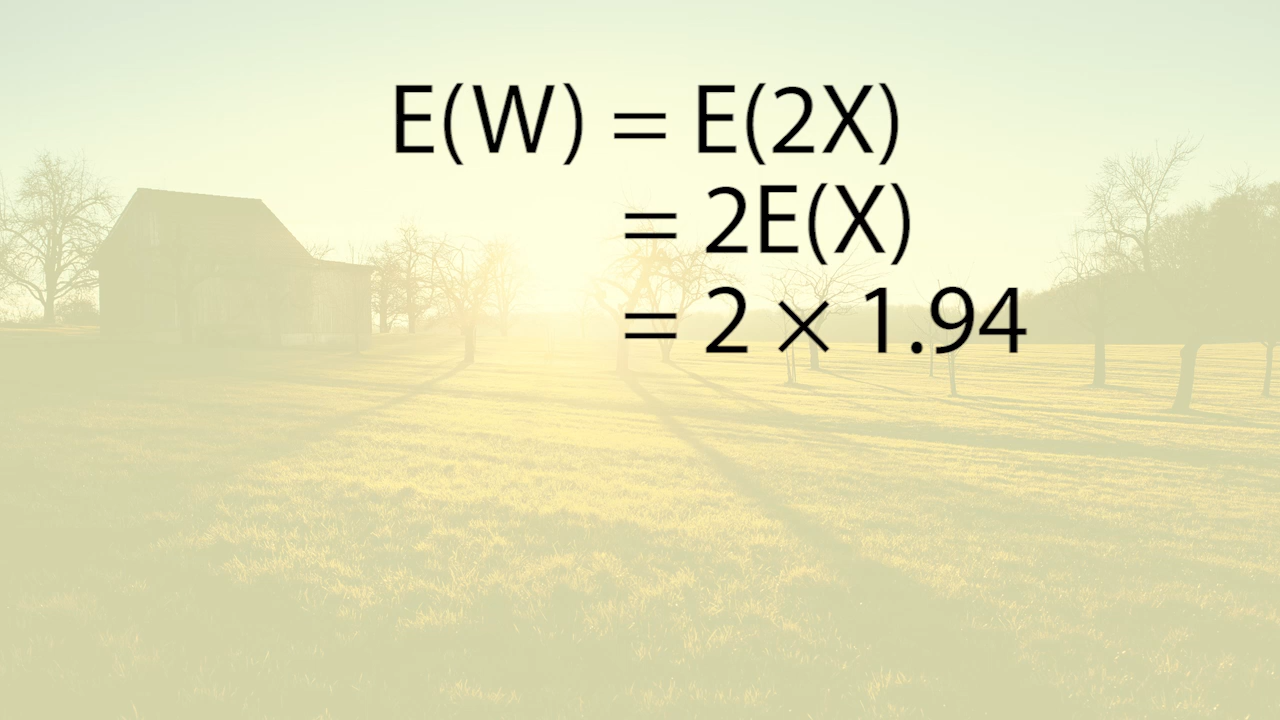 E(W) = E(2X)
= 2E(X)
= 2 × 1.94